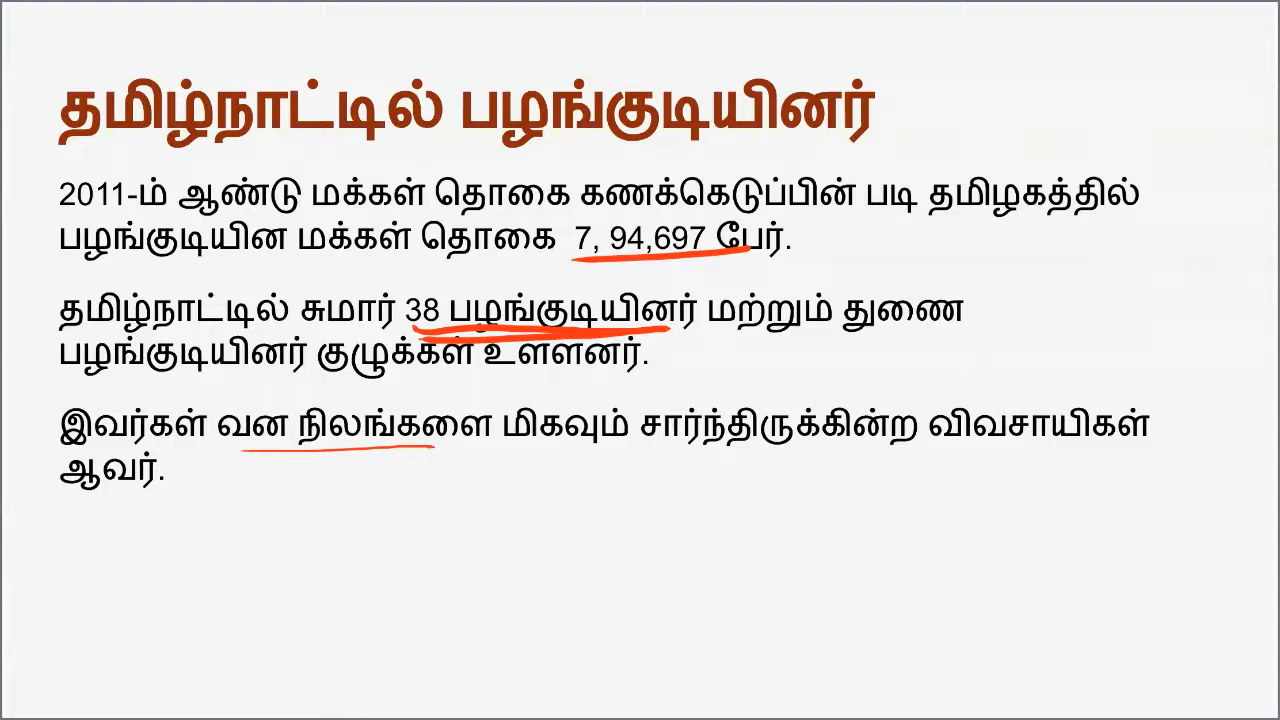 தமிழ்நாட்டில் பழங்குடியினர்
2011-ம் ஆண்டு மக்கள் தொகை கணக்கெடுப்பின் படி தமிழகத்தில்
பழங்குடியின மக்கள் தொகை 7, 94,697 பேர்.
தமிழ்நாட்டில் சுமார் 38 பழங்குடியினர் மற்றும் துணை
பழங்குடியினர் குழுக்கள் உள்ளனர்.
இவர்கள் வன நிலங்களை மிகவும் சார்ந்திருக்கின்ற விவசாயிகள்
ஆவர்.